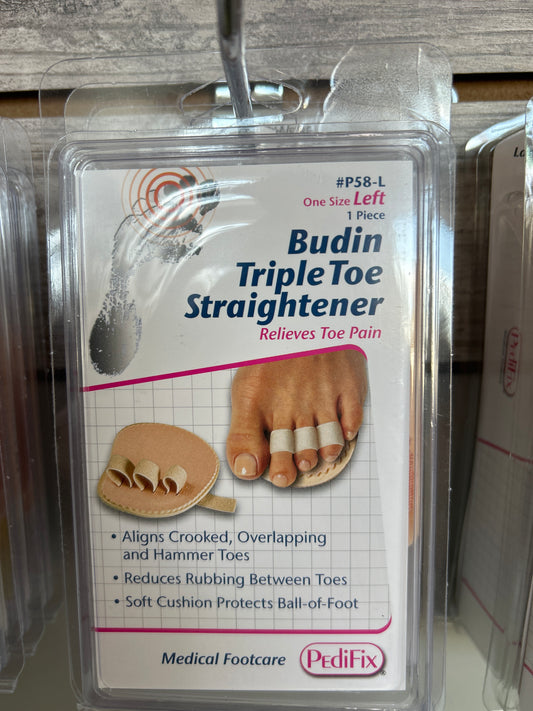 #P58-L
One Size Left
1 Piece
Budin
Triple Toe
Straightener
Relieves Toe Pain
• Aligns Crooked, Overlapping
and Hammer Toes
• Reduces Rubbing Between Toes
• Soft Cushion Protects Ball-of-Foot
Medical Footcare PEDIFIX®
PEDIFIX